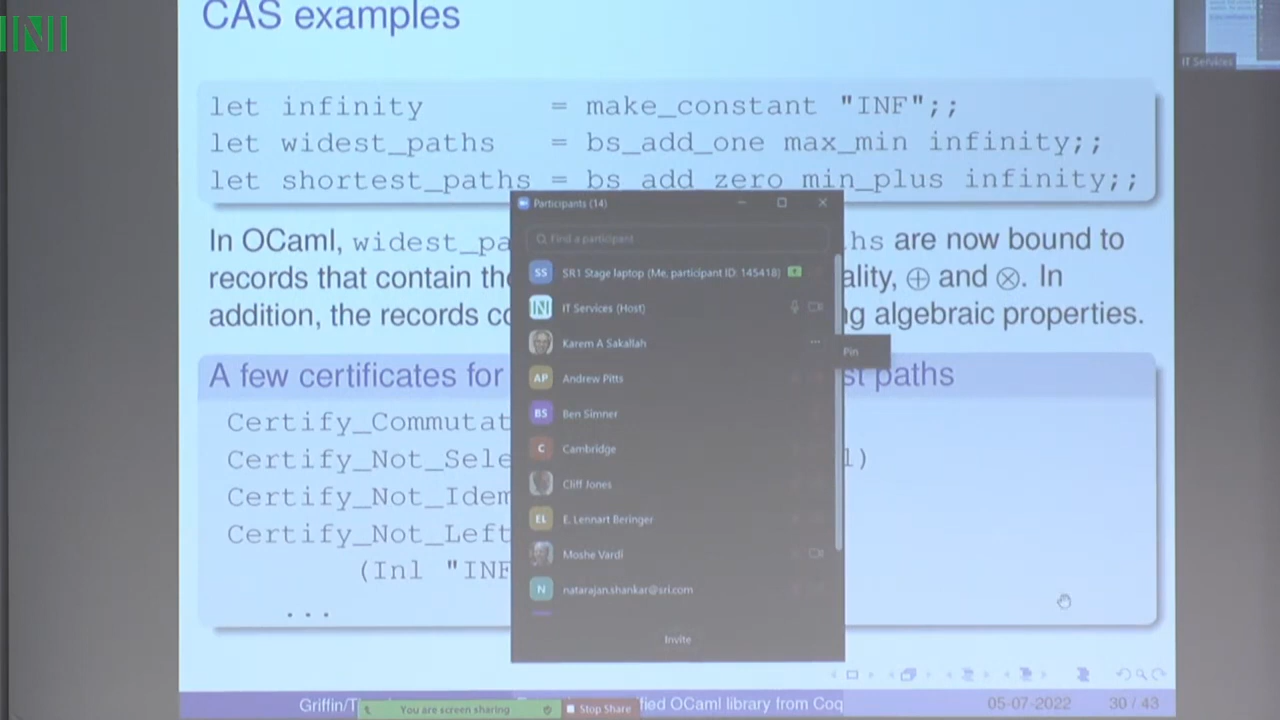 CAS examples
INI
IT Services
let infinity = make_constant "INF";;
let widest_paths = bs_add_one max_min infinity;;
let shortest_paths = bs_add_zero min_plus infinity;;
In OCaml, widest_pa hs are now bound to
records that contain the ality, ⊕ and ⊗. In
addition, the records co g algebraic properties.
A few certificates for st paths
Certify_Commutat
Certify_Not_Sele l)
Certify_Not_Idem
Certify_Not_Left
(Inl "INF
...
Participants (14)
Find a participant
SS SR1 Stage laptop (Me, participant ID: 145418)
INI IT Services (Host)
Karem A Sakallah
Pin
AP Andrew Pitts
BS Ben Simner
C Cambridge
Cliff Jones
EL E. Lennart Beringer
Moshe Vardi
N natarajan.shankar@sri.com
Invite
Griffin/T fied OCaml library from Coq 05-07-2022 30 / 43
You are screen sharing Stop Share